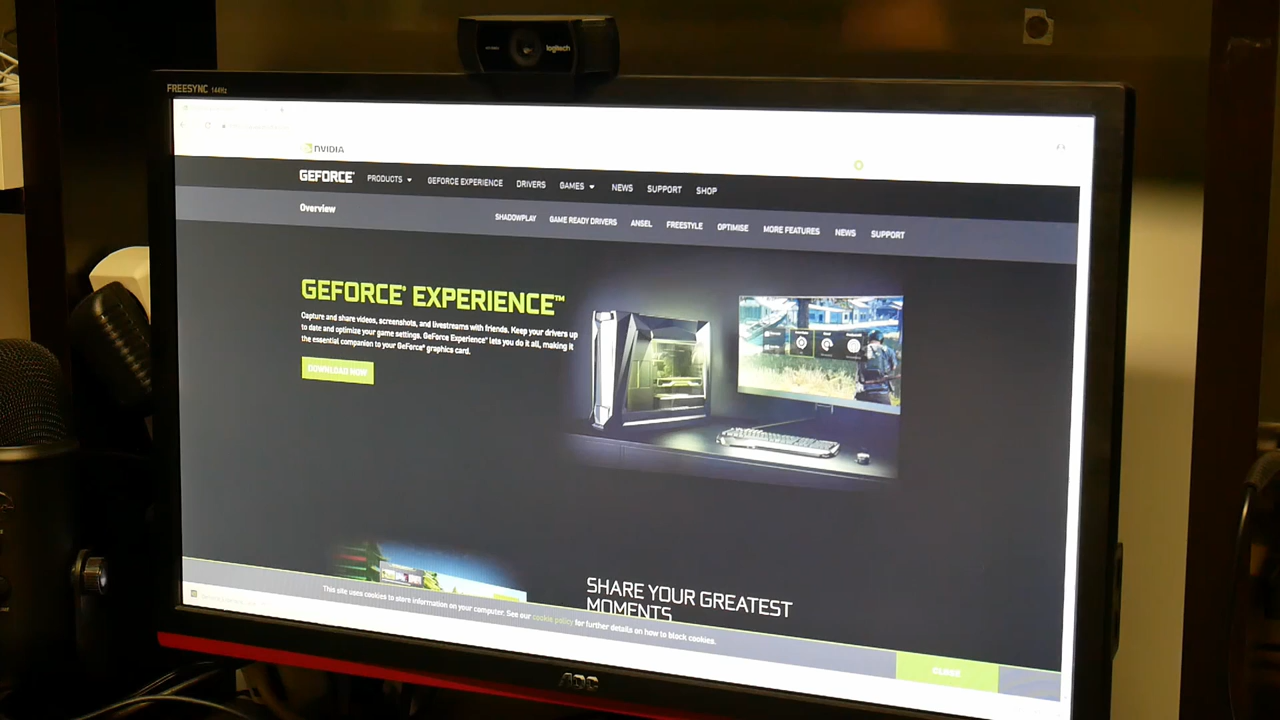 logitech
FREESYNC 144Hz
NVIDIA
GEFORCE® PRODUCTS GEFORCE EXPERIENCE DRIVERS GAMES NEWS SUPPORT SHOP
Overview SHADOWPLAY GAME READY DRIVERS ANSEL FREESTYLE OPTIMISE MORE FEATURES NEWS SUPPORT
GEFORCE® EXPERIENCE™
Capture and share videos, screenshots, and livestreams with friends. Keep your drivers up
to date and optimize your game settings. GeForce Experience™ lets you do it all, making it
the essential companion to your GeForce® graphics card.
DOWNLOAD NOW
SHARE YOUR GREATEST
MOMENTS
This site uses cookies to store information on your computer. See our cookie policy for further details on how to block cookies.
CLOSE
AOC